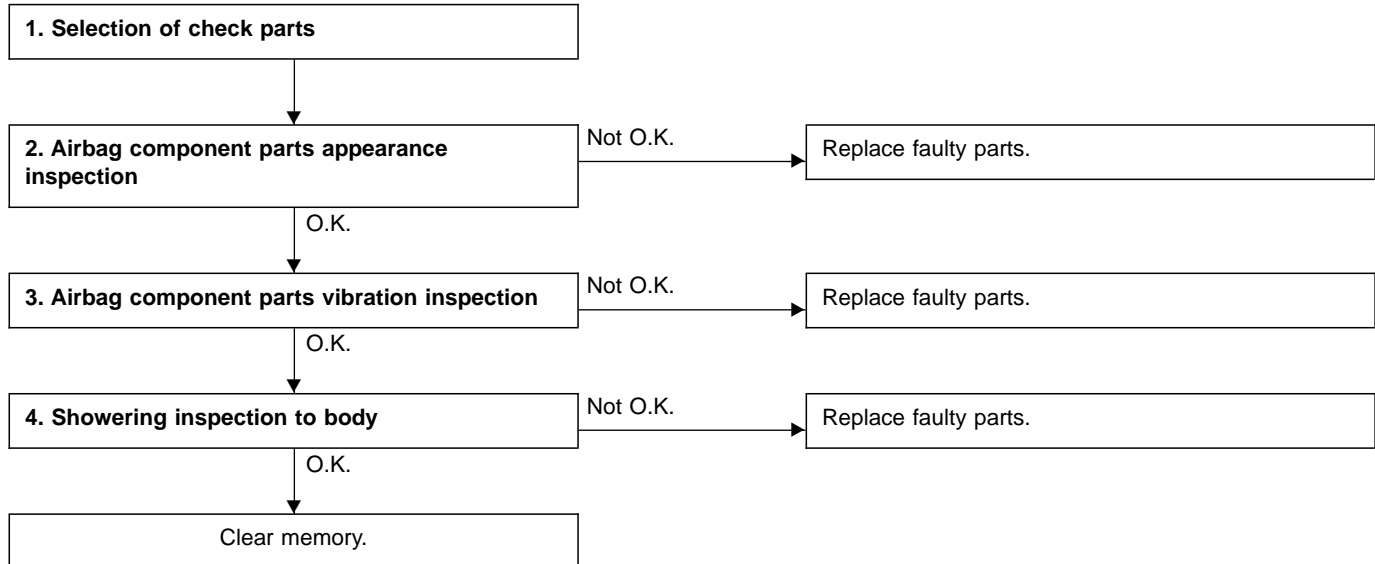 1. Selection of check parts
2. Airbag component parts appearance
inspection
Not O.K.
Replace faulty parts.
O.K.
3. Airbag component parts vibration inspection
Not O.K.
Replace faulty parts.
O.K.
4. Showering inspection to body
Not O.K.
Replace faulty parts.
O.K.
Clear memory.